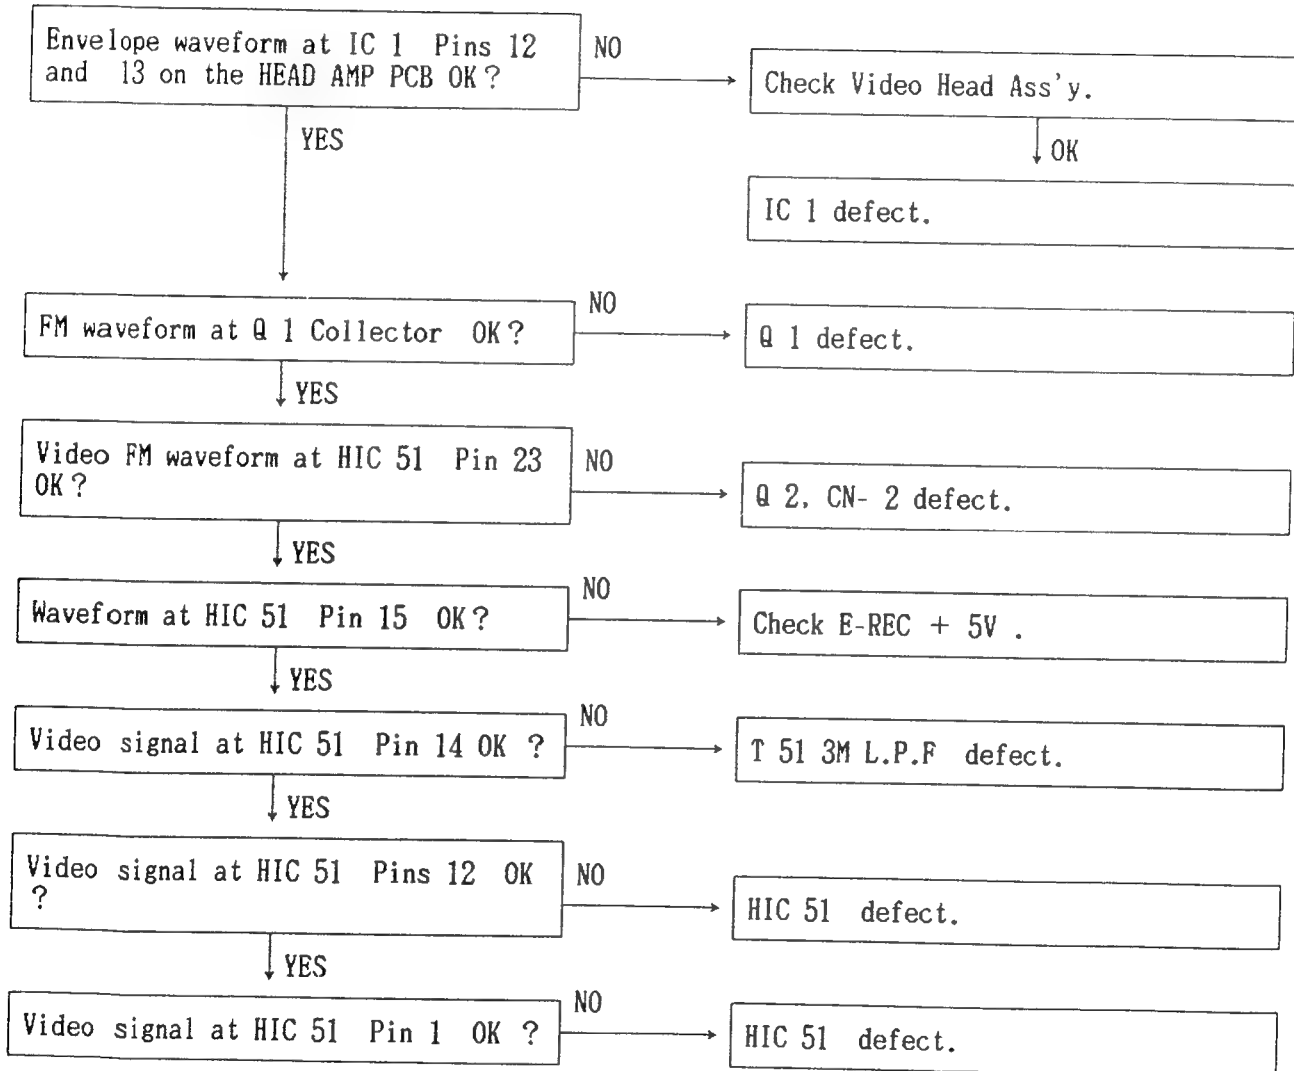 Envelope waveform at IC 1 Pins 12
and 13 on the HEAD AMP PCB OK?
NO
Check Video Head Ass'y.
YES
OK
IC 1 defect.
FM waveform at Q 1 Collector OK?
NO
Q 1 defect.
YES
Video FM waveform at HIC 51 Pin 23
OK?
NO
Q 2, CN- 2 defect.
YES
Waveform at HIC 51 Pin 15 OK?
NO
Check E-REC + 5V .
YES
Video signal at HIC 51 Pin 14 OK ?
NO
T 51 3M L.P.F defect.
YES
Video signal at HIC 51 Pins 12 OK
?
NO
HIC 51 defect.
YES
Video signal at HIC 51 Pin 1 OK ?
NO
HIC 51 defect.